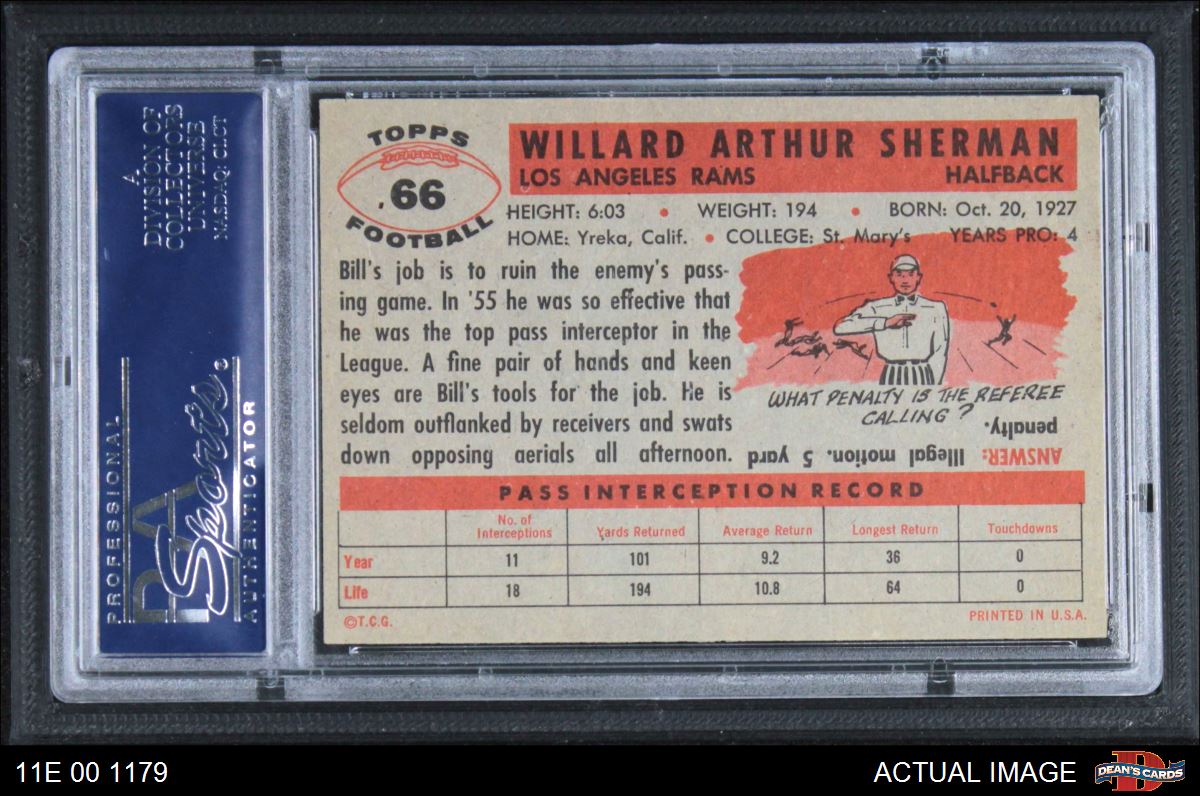 A
DIVISION OF
COLLECTORS
UNIVERSE
NASDAQ: CLCT
PROFESSIONAL
PSA
Sports
AUTHENTICATOR
TOPPS
66
FOOTBALL
WILLARD ARTHUR SHERMAN
LOS ANGELES RAMS HALFBACK
HEIGHT: 6:03 • WEIGHT: 194 • BORN: Oct. 20, 1927
HOME: Yreka, Calif. • COLLEGE: St. Mary's YEARS PRO: 4
Bill's job is to ruin the enemy's pass-
ing game. In '55 he was so effective that
he was the top pass interceptor in the
League. A fine pair of hands and keen
eyes are Bill's tools for the job. He is
seldom outflanked by receivers and swats
down opposing aerials all afternoon.
WHAT PENALTY IS THE REFEREE
CALLING?
ANSWER: Illegal motion. 5 yard
penalty.
PASS INTERCEPTION RECORD
No. of Interceptions Yards Returned Average Return Longest Return Touchdowns
Year 11 101 9.2 36 0
Life 18 194 10.8 64 0
©T.C.G. PRINTED IN U.S.A.
11E 00 1179 ACTUAL IMAGE DEAN'S CARDS